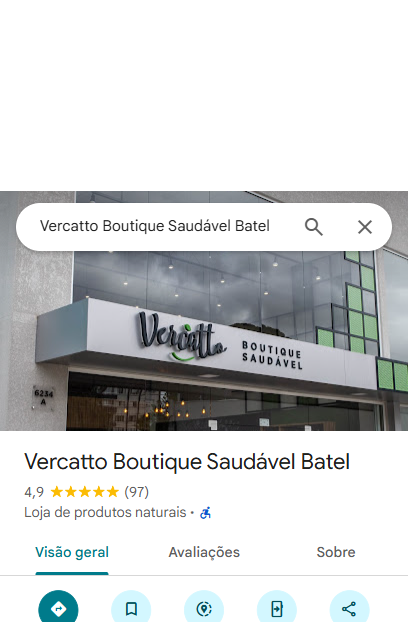 Vercatto Boutique Saudável Batel
Vercatto
BOUTIQUE
SAUDÁVEL
6234
A
Vercatto Boutique Saudável Batel
4,9 (97)
Loja de produtos naturais •
Visão geral Avaliações Sobre